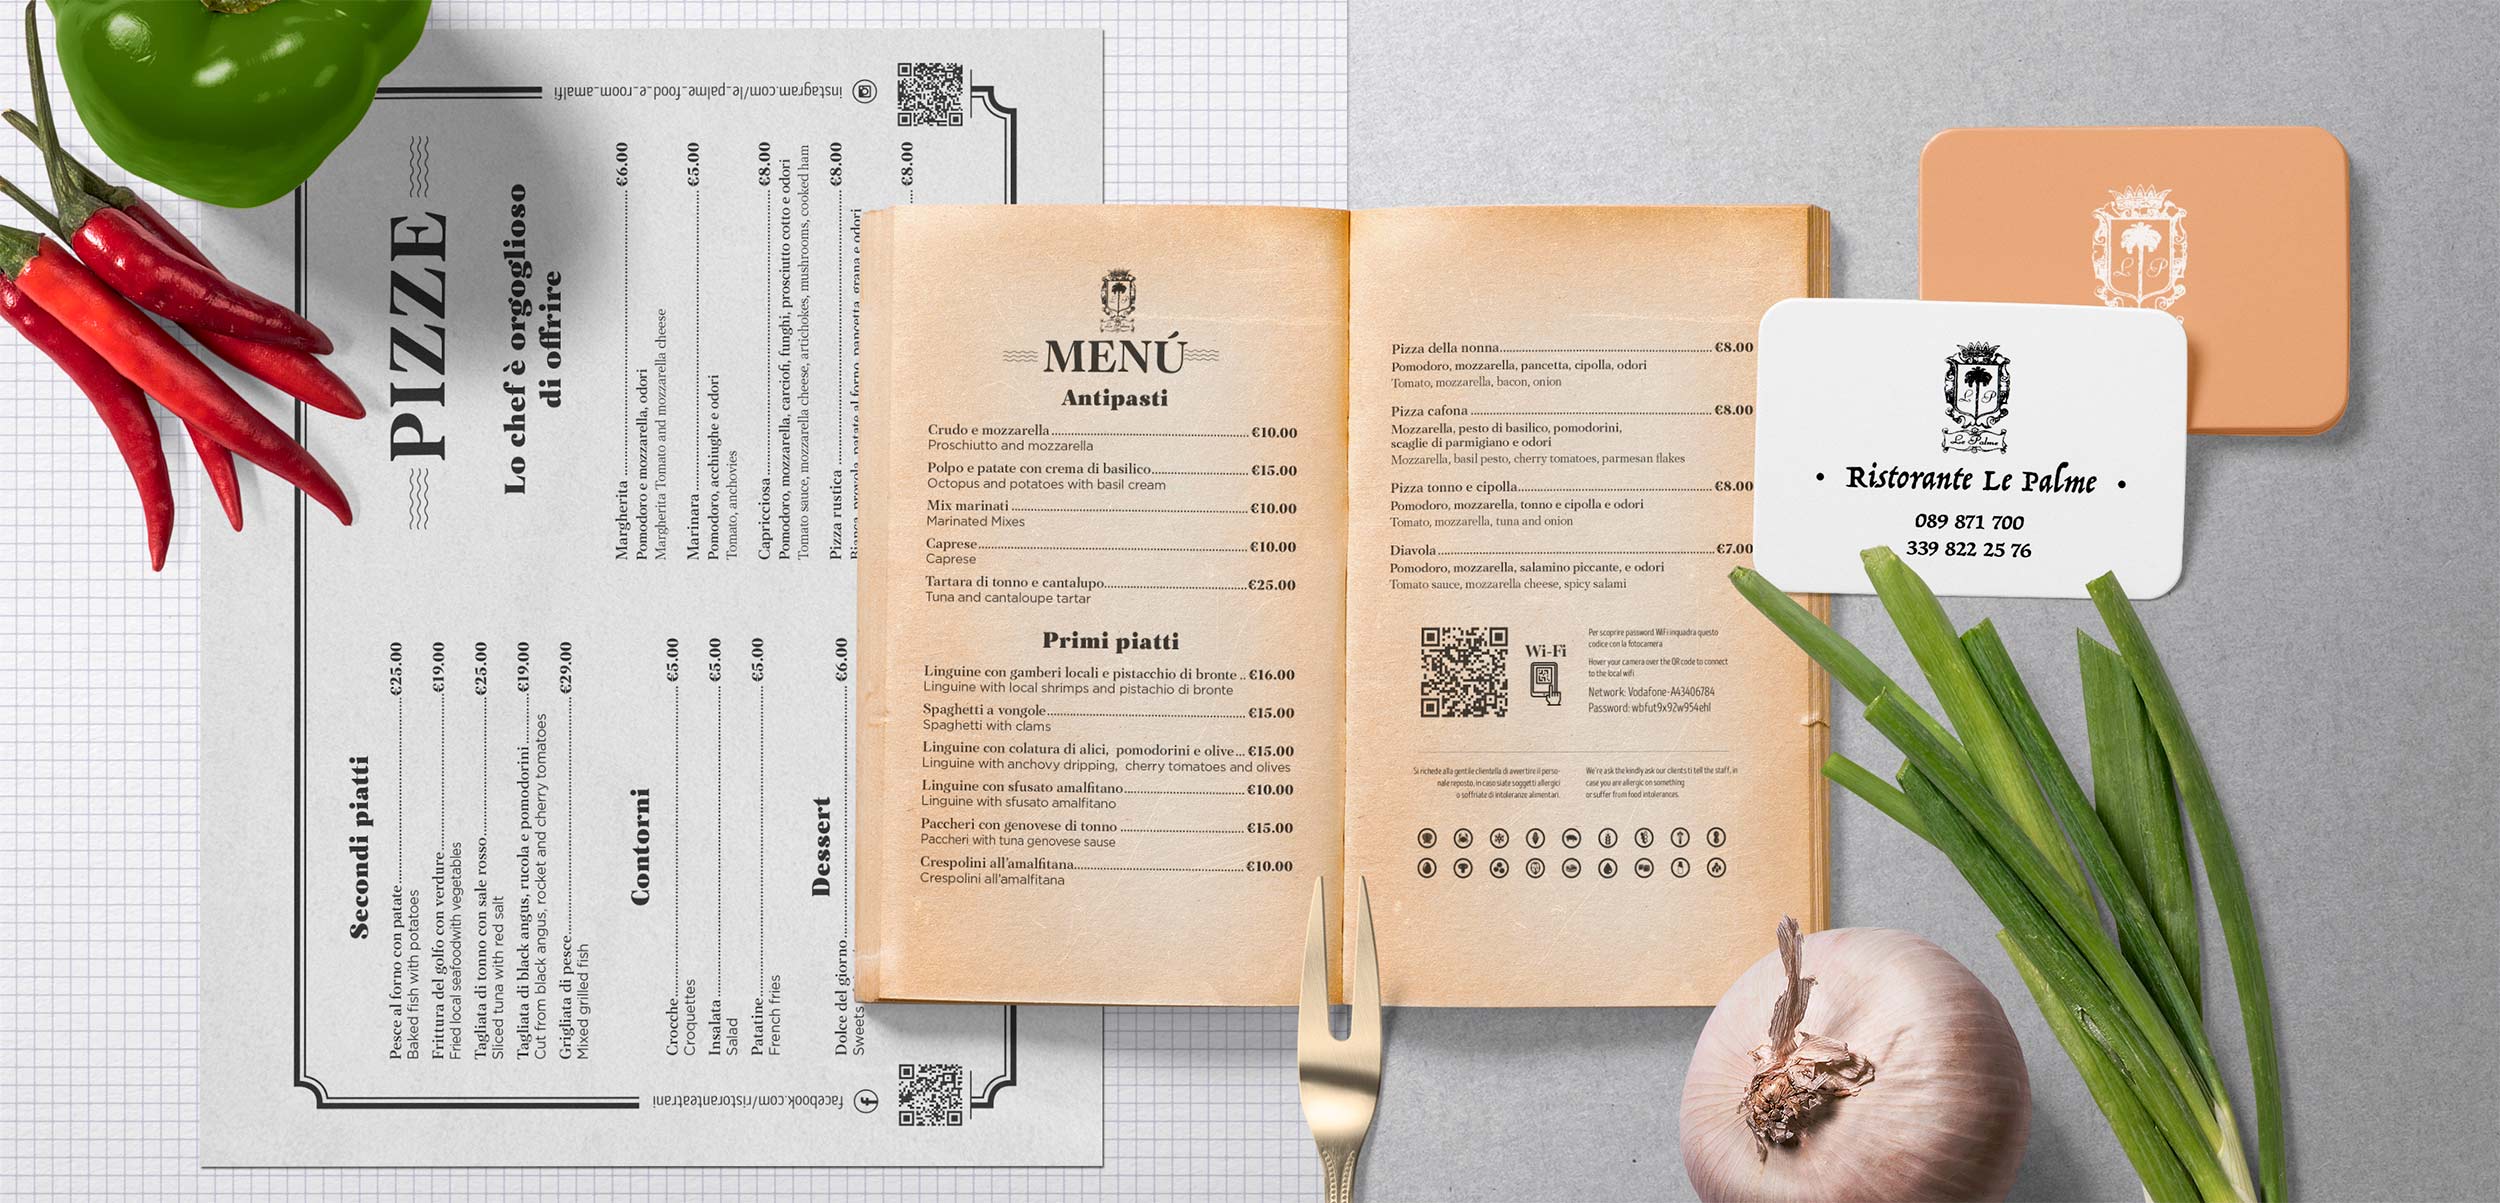 instagram.com/le_palme_food_e_room_amalfi
PIZZE
Lo chef è orgoglioso
di offrire
Margherita €6.00
Pomodoro e mozzarella, odori
Margherita Tomato and mozzarella cheese
Marinara €5.00
Pomodoro, acchiughe e odori
Tomato, anchovies
Capricciosa €8.00
Pomodoro, mozzarella, carciofi, funghi, prosciutto cotto e odori
Tomato sauce, mozzarella cheese, artichokes, mushrooms, cooked ham
Pizza rustica €8.00
Bianca, provola, patate al forno, pancetta, grana e odori
€8.00
Secondi piatti
Pesce al forno con patate €25.00
Baked fish with potatoes
Frittura del golfo con verdure €19.00
Fried local seafoodwith vegetables
Tagliata di tonno con sale rosso €25.00
Sliced tuna with red salt
Tagliata di black angus, rucola e pomodorini €19.00
Cut from black angus, rocket and cherry tomatoes
Grigliata di pesce €29.00
Mixed grilled fish
Contorni
Crocche €5.00
Croquettes
Insalata €5.00
Salad
Patatine €5.00
French fries
Dessert
Dolce del giorno €6.00
Sweets
facebook.com/ristoranteatrani
L P
Le Palme
MENÚ
Antipasti
Crudo e mozzarella €10.00
Proschiutto and mozzarella
Polpo e patate con crema di basilico €15.00
Octopus and potatoes with basil cream
Mix marinati €10.00
Marinated Mixes
Caprese €10.00
Caprese
Tartara di tonno e cantalupo €25.00
Tuna and cantaloupe tartar
Primi piatti
Linguine con gamberi locali e pistacchio di bronte €16.00
Linguine with local shrimps and pistachio di bronte
Spaghetti a vongole €15.00
Spaghetti with clams
Linguine con colatura di alici, pomodorini e olive €15.00
Linguine with anchovy dripping, cherry tomatoes and olives
Linguine con sfusato amalfitano €10.00
Linguine with sfusato amalfitano
Paccheri con genovese di tonno €15.00
Paccheri with tuna genovese sause
Crespolini all'amalfitana €10.00
Crespolini all'amalfitana
Pizza della nonna €8.00
Pomodoro, mozzarella, pancetta, cipolla, odori
Tomato, mozzarella, bacon, onion
Pizza cafona €8.00
Mozzarella, pesto di basilico, pomodorini,
scaglie di parmigiano e odori
Mozzarella, basil pesto, cherry tomatoes, parmesan flakes
Pizza tonno e cipolla €8.00
Pomodoro, mozzarella, tonno e cipolla e odori
Tomato, mozzarella, tuna and onion
Diavola €7.00
Pomodoro, mozzarella, salamino piccante, e odori
Tomato sauce, mozzarella cheese, spicy salami
Wi-Fi
Per scoprire password WiFi inquadra questo
codice con la fotocamera
Hover your camera over the QR code to connect
to the local wifi
Network: Vodafone-A43406784
Password: wbfut9x92w954ehl
Si richede alla gentile clientella di avvertire il perso-
nale reposto, in caso siate soggetti allergici
o soffriate di intoleranze alimentari.
We're ask the kindly ask our clients ti tell the staff, in
case you are allergic on something
or suffer from food intolerances.
L P
L P
Le Palme
• Ristorante Le Palme •
089 871 700
339 822 25 76